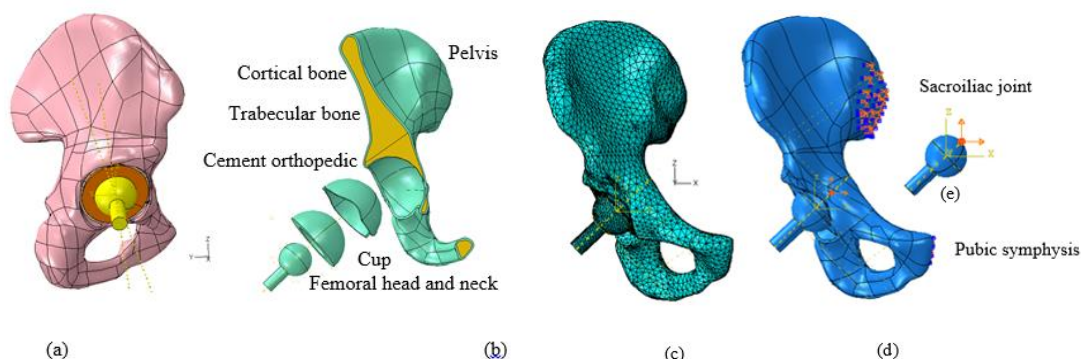 Pelvis
Cortical bone
Trabecular bone
Cement orthopedic
Cup
Femoral head and neck
Sacroiliac joint
(e)
Pubic symphysis
Z
Y
Z
X
Z
X
(a)
(b)
(c)
(d)